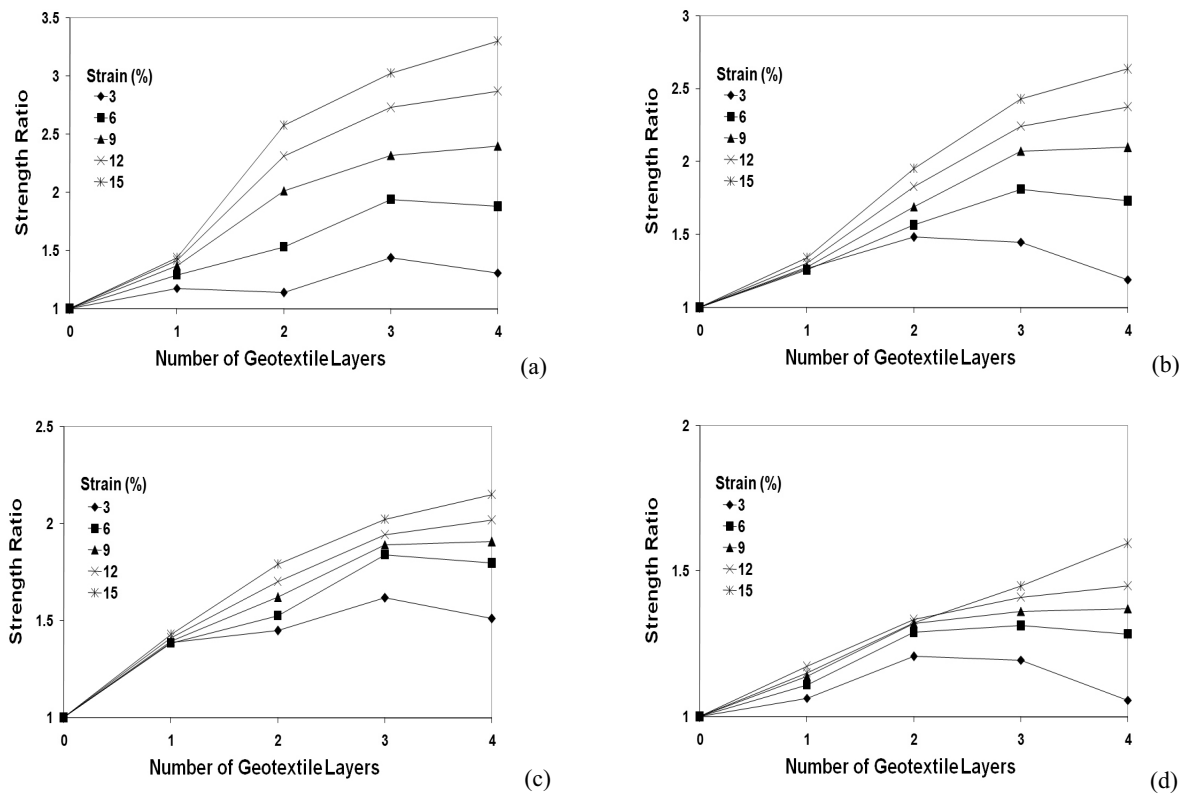 3.5
3
2.5
2
1.5
1
Strength Ratio
Strain (%)
3
6
9
12
15
0 1 2 3 4
Number of Geotextile Layers
(a)
3
2.5
2
1.5
1
Strength Ratio
Strain (%)
3
6
9
12
15
0 1 2 3 4
Number of Geotextile Layers
(b)
2.5
2
1.5
1
Strength Ratio
Strain (%)
3
6
9
12
15
0 1 2 3 4
Number of Geotextile Layers
(c)
2
1.5
1
Strength Ratio
Strain (%)
3
6
9
12
15
0 1 2 3 4
Number of Geotextile Layers
(d)